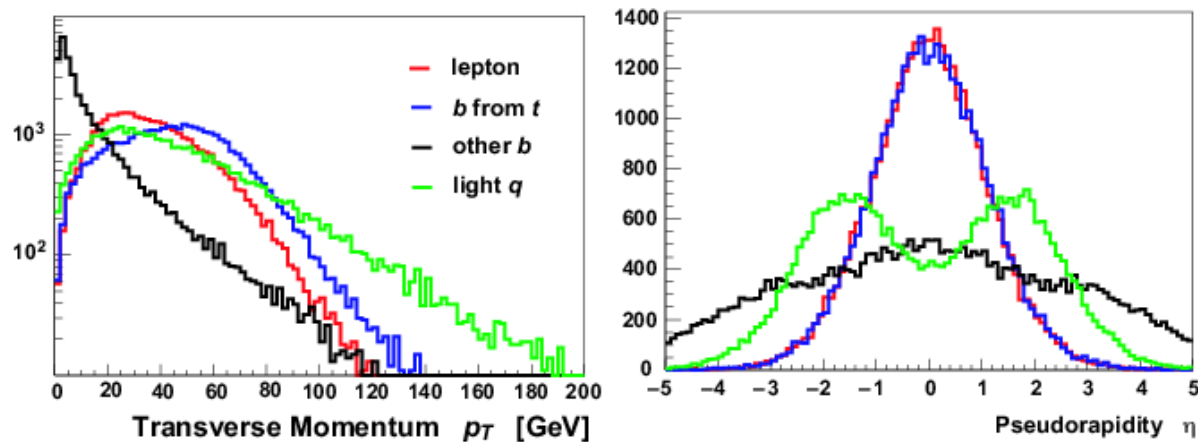 10³
10²
lepton
b from t
other b
light q
0 20 40 60 80 100 120 140 160 180 200
Transverse Momentum p_T [GeV]
1400
1200
1000
800
600
400
200
0
−5 −4 −3 −2 −1 0 1 2 3 4 5
Pseudorapidity η